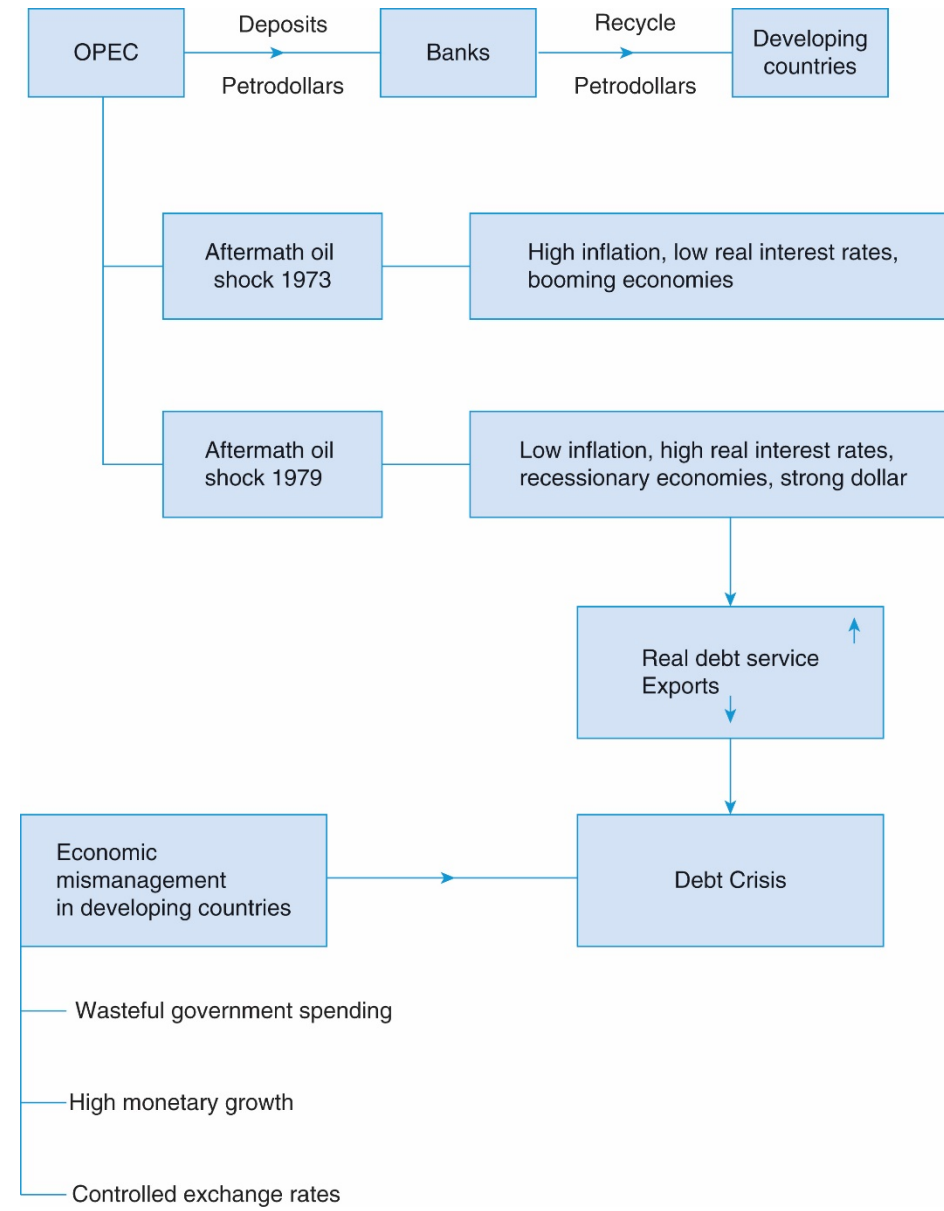 Deposits
Recycle
OPEC
Banks
Developing
countries
Petrodollars
Petrodollars
Aftermath oil
shock 1973
High inflation, low real interest rates,
booming economies
Aftermath oil
shock 1979
Low inflation, high real interest rates,
recessionary economies, strong dollar
Real debt service
Exports
Economic
mismanagement
in developing countries
Debt Crisis
Wasteful government spending
High monetary growth
Controlled exchange rates